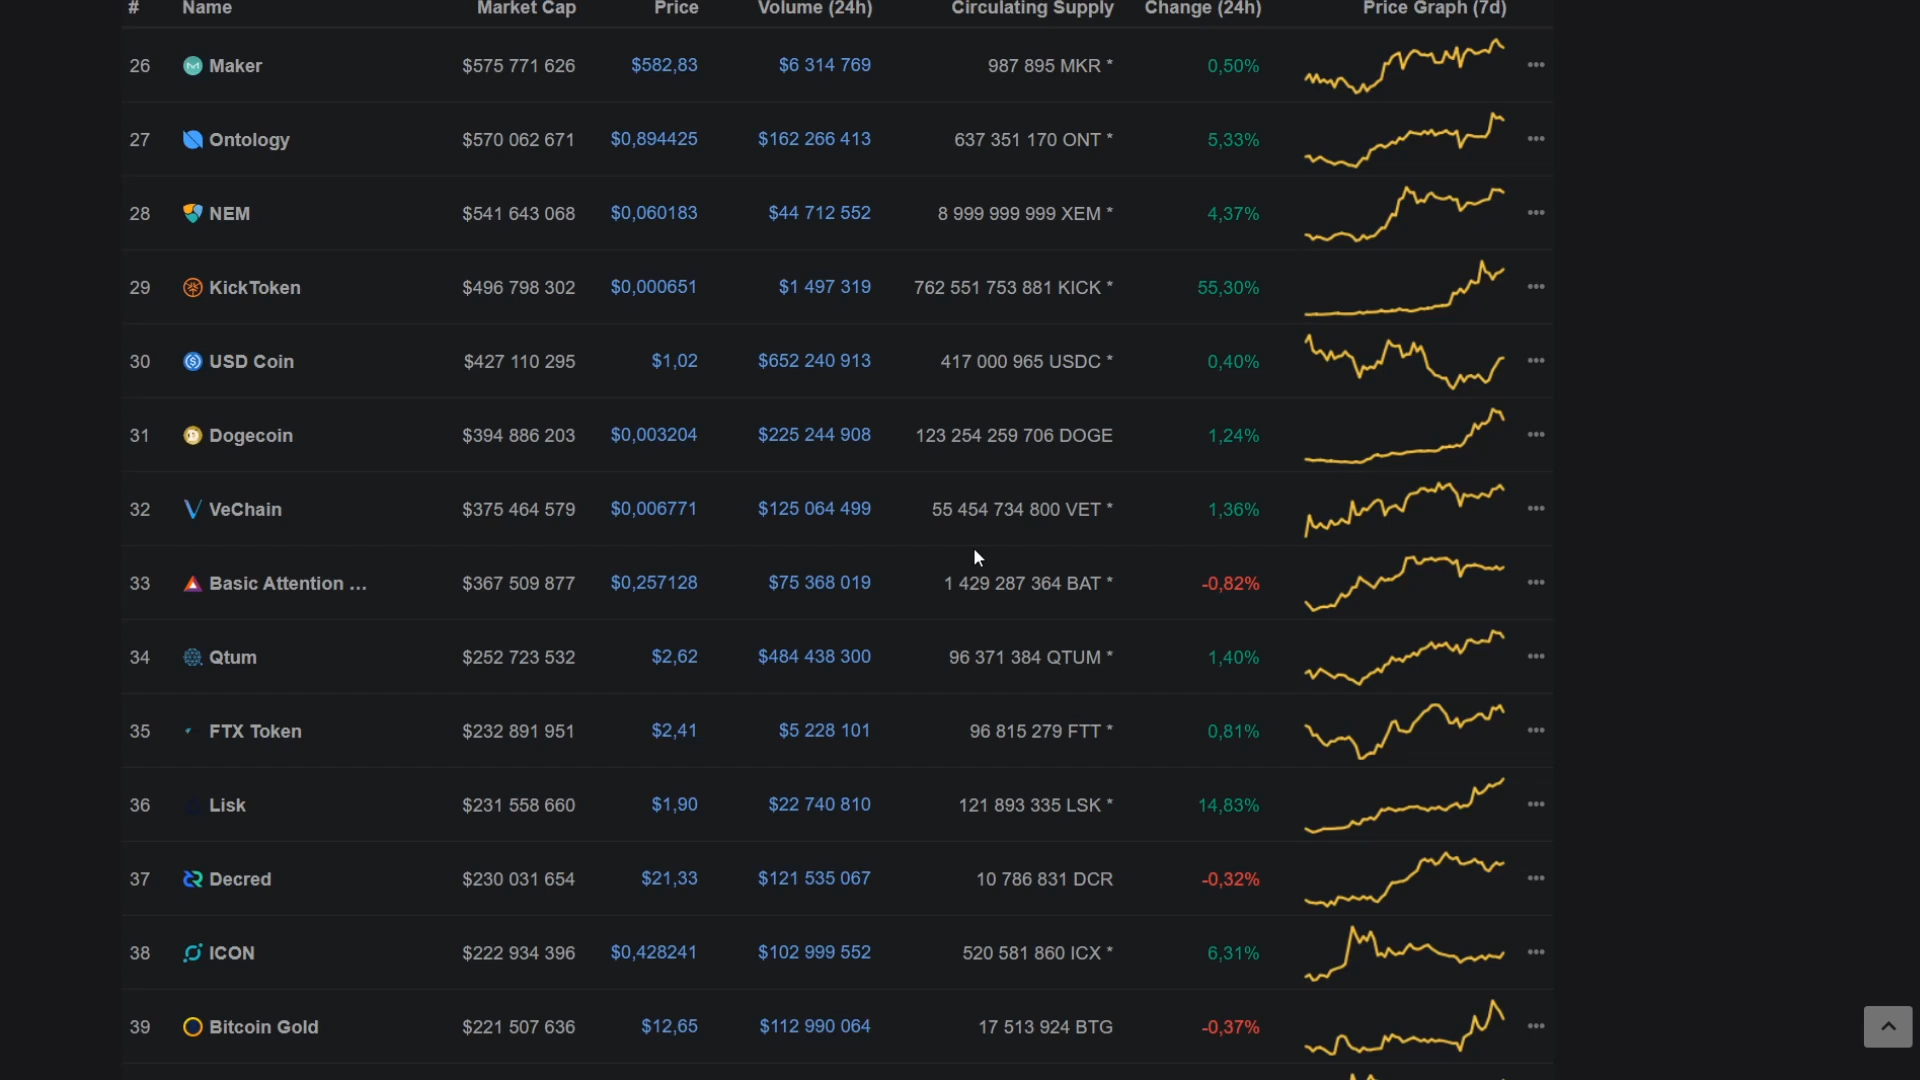 # Name Market Cap Price Volume (24h) Circulating Supply Change (24h) Price Graph (7d)
26 Maker $575 771 626 $582,83 $6 314 769 987 895 MKR * 0,50%
27 Ontology $570 062 671 $0,894425 $162 266 413 637 351 170 ONT * 5,33%
28 NEM $541 643 068 $0,060183 $44 712 552 8 999 999 999 XEM * 4,37%
29 KickToken $496 798 302 $0,000651 $1 497 319 762 551 753 881 KICK * 55,30%
30 USD Coin $427 110 295 $1,02 $652 240 913 417 000 965 USDC * 0,40%
31 Dogecoin $394 886 203 $0,003204 $225 244 908 123 254 259 706 DOGE 1,24%
32 VeChain $375 464 579 $0,006771 $125 064 499 55 454 734 800 VET * 1,36%
33 Basic Attention ... $367 509 877 $0,257128 $75 368 019 1 429 287 364 BAT * -0,82%
34 Qtum $252 723 532 $2,62 $484 438 300 96 371 384 QTUM * 1,40%
35 FTX Token $232 891 951 $2,41 $5 228 101 96 815 279 FTT * 0,81%
36 Lisk $231 558 660 $1,90 $22 740 810 121 893 335 LSK * 14,83%
37 Decred $230 031 654 $21,33 $121 535 067 10 786 831 DCR -0,32%
38 ICON $222 934 396 $0,428241 $102 999 552 520 581 860 ICX * 6,31%
39 Bitcoin Gold $221 507 636 $12,65 $112 990 064 17 513 924 BTG -0,37%